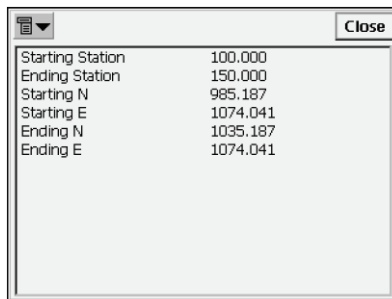 Close
Starting Station 100.000
Ending Station 150.000
Starting N 985.187
Starting E 1074.041
Ending N 1035.187
Ending E 1074.041